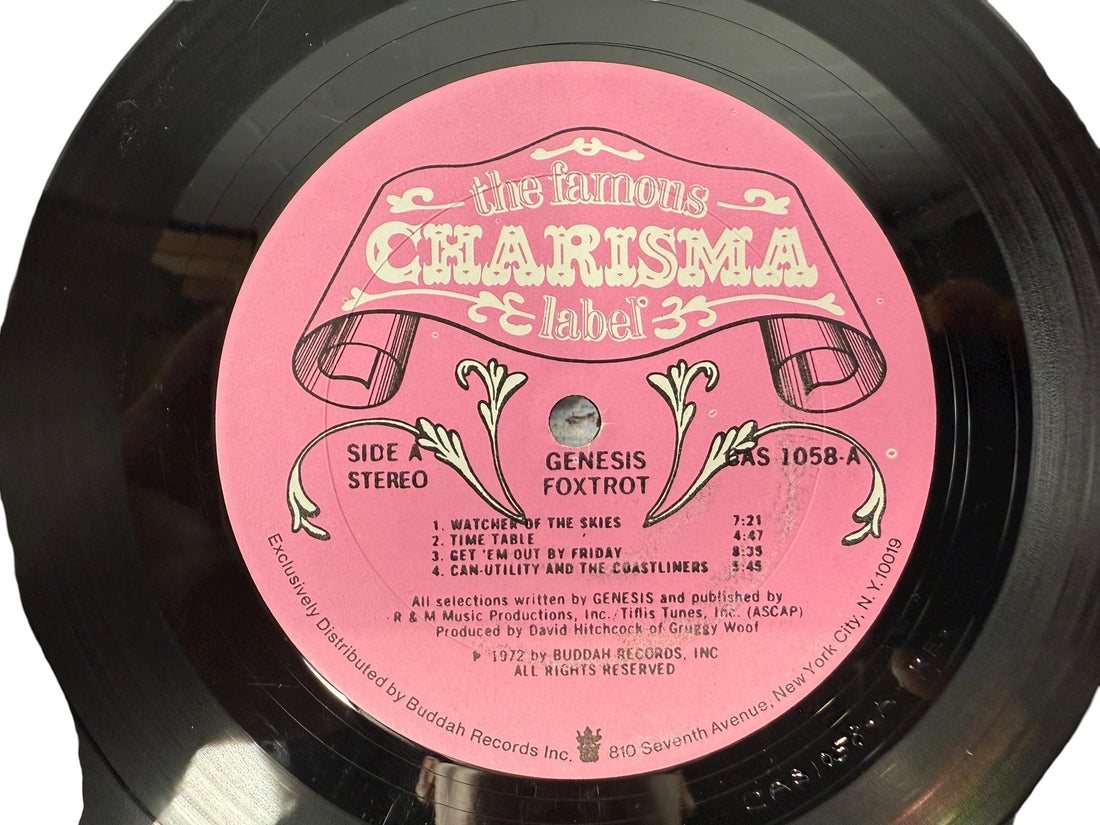 the famous
CHARISMA
label
SIDE A
STEREO
GENESIS
FOXTROT
CAS 1058-A
1. WATCHER OF THE SKIES 7:21
2. TIME TABLE 4:47
3. GET 'EM OUT BY FRIDAY 8:35
4. CAN-UTILITY AND THE COASTLINERS 5:45
All selections written by GENESIS and published by
R & M Music Productions, Inc./Tiflis Tunes, Inc. (ASCAP)
Produced by David Hitchcock of Gruggy Woof
℗ 1972 by BUDDAH RECORDS, INC
ALL RIGHTS RESERVED
Exclusively Distributed by Buddah Records Inc. 810 Seventh Avenue, New York City, N.Y. 10019
CAS 1058-A